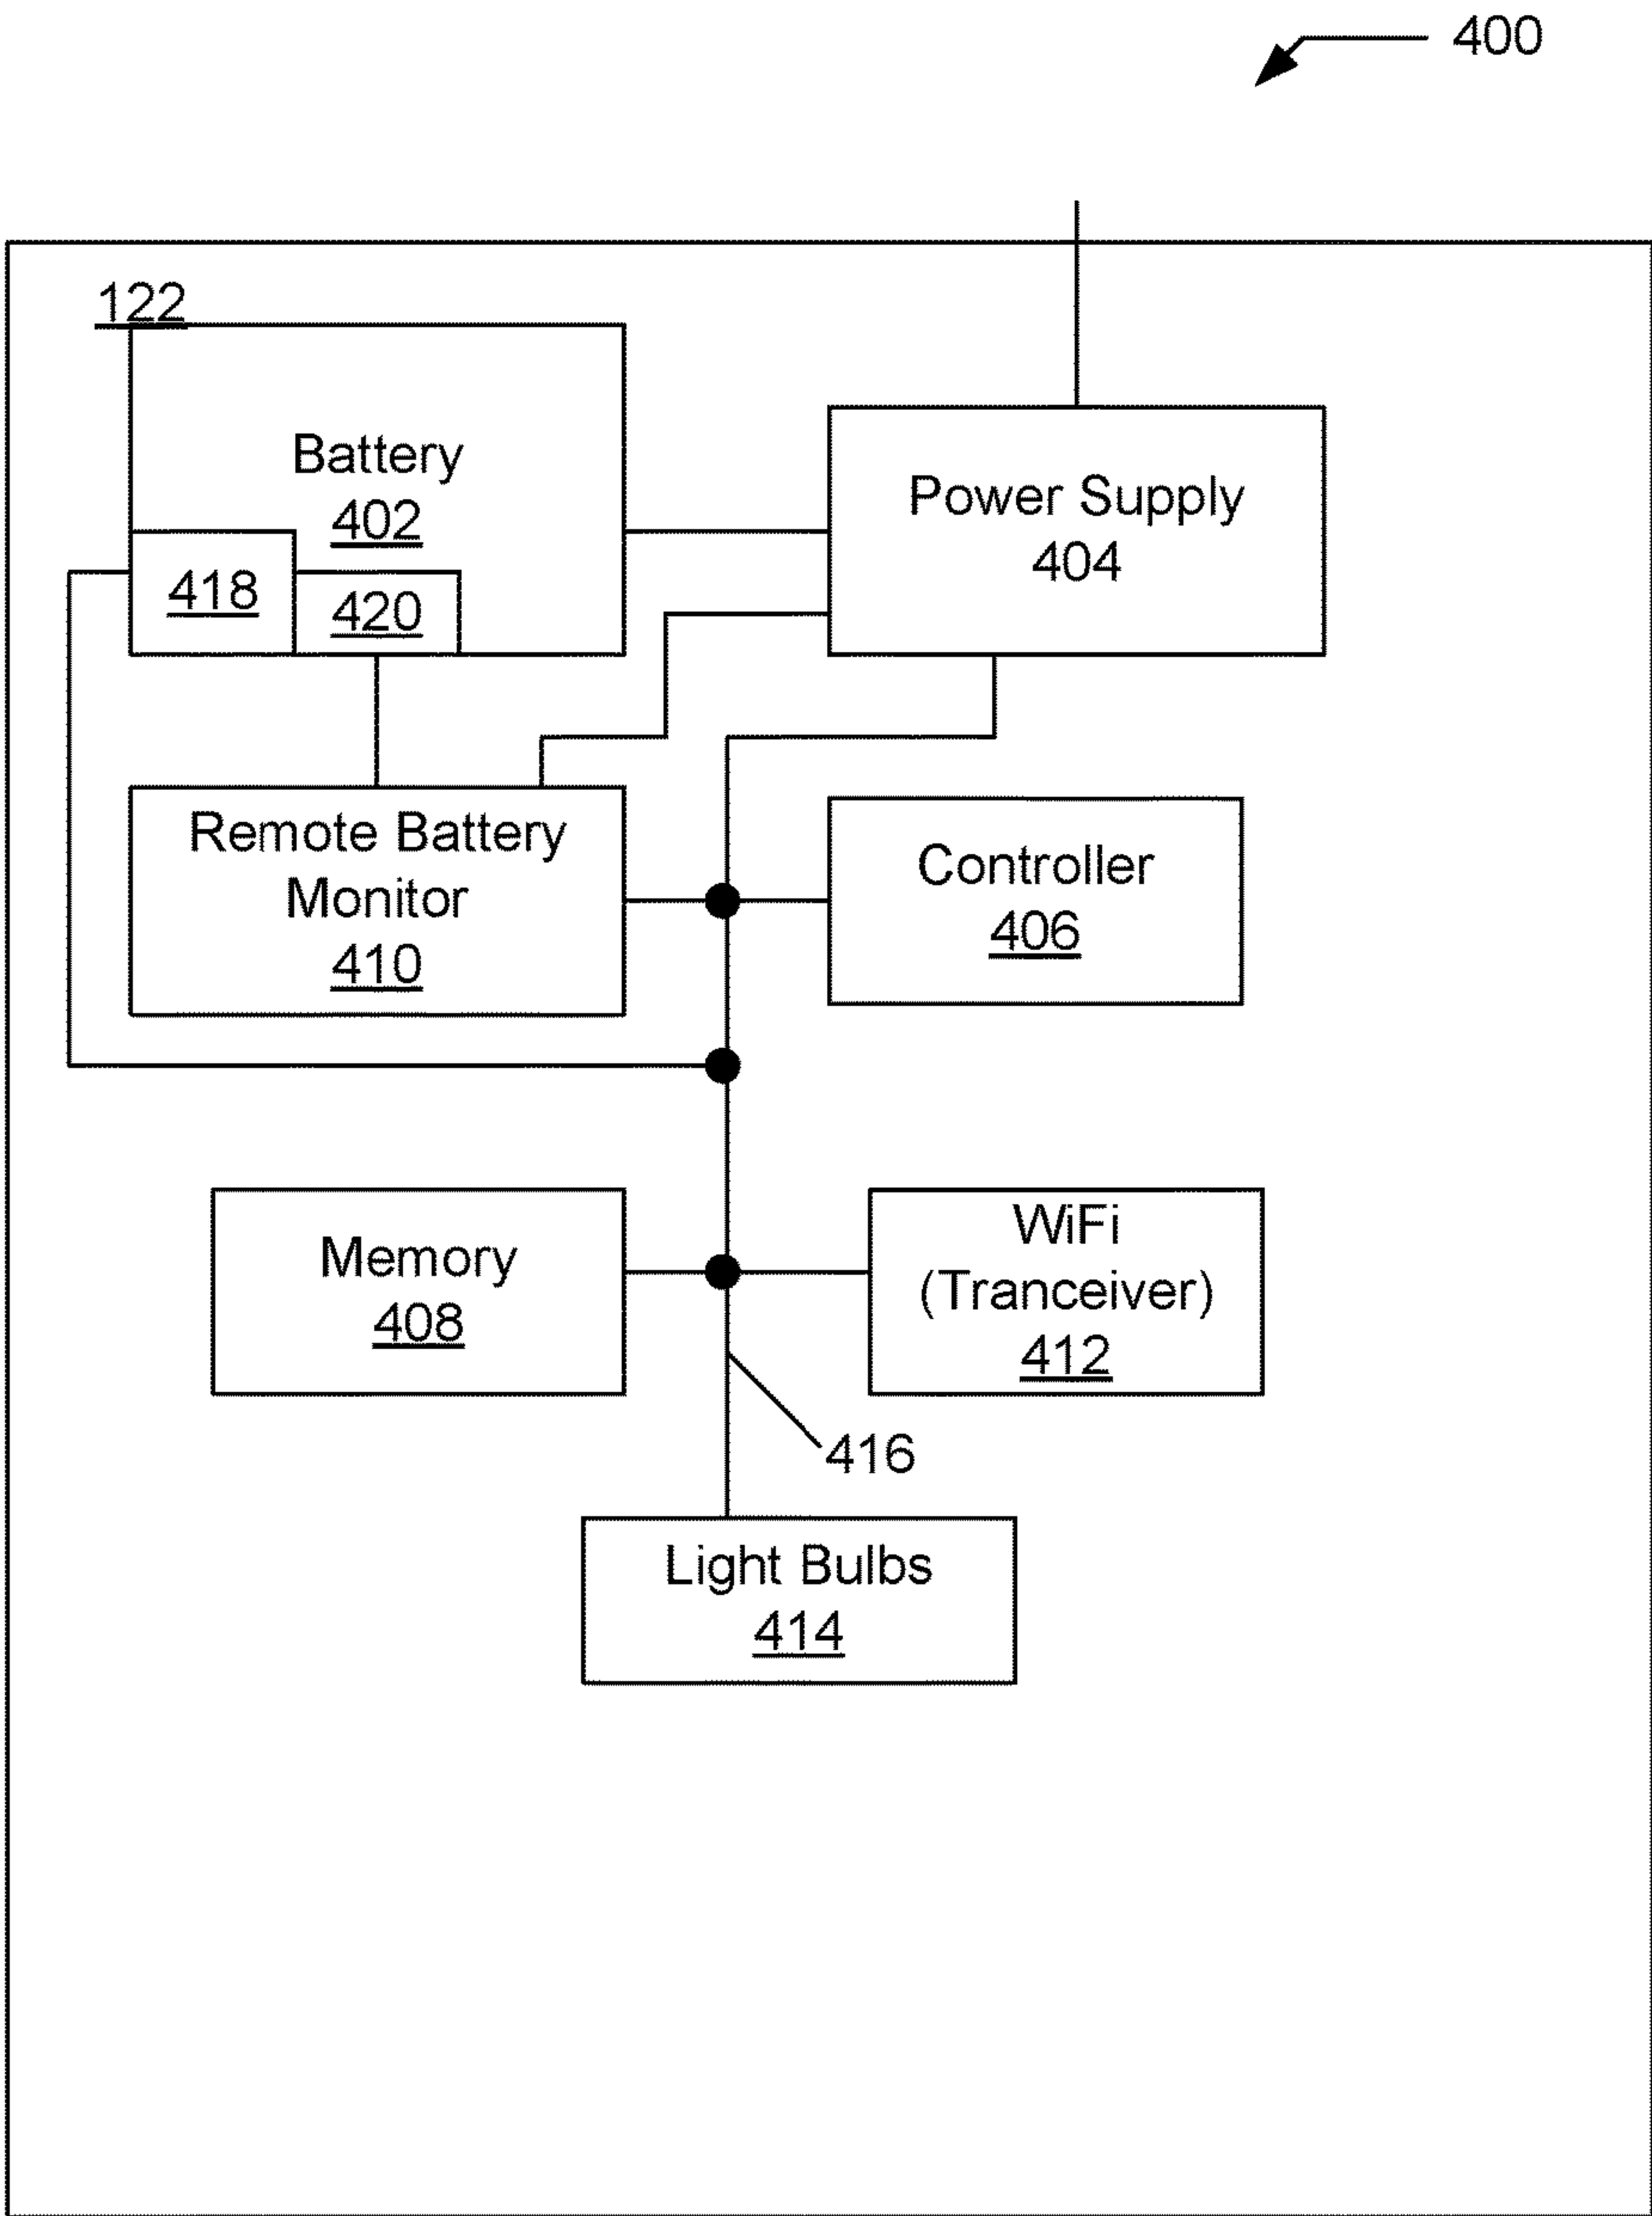 400
122
Battery
402
418
420
Power Supply
404
Remote Battery
Monitor
410
Controller
406
Memory
408
WiFi
(Tranceiver)
412
416
Light Bulbs
414